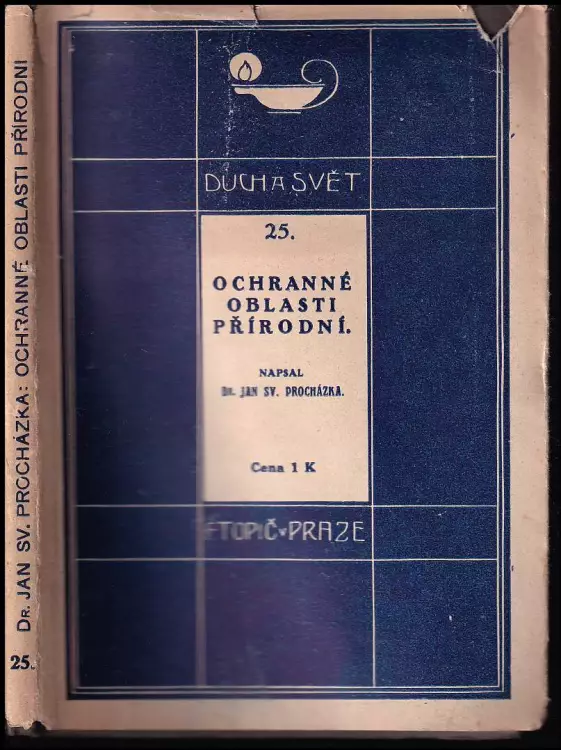 DR. JAN SV. PROCHÁZKA: OCHRANNÉ OBLASTI PŘÍRODNI
25.
DUCH A SVĚT
25.
OCHRANNÉ
OBLASTI
PŘÍRODNÍ.
NAPSAL
DR. JAN SV. PROCHÁZKA.
Cena 1 K
F TOPIČ V PRAZE